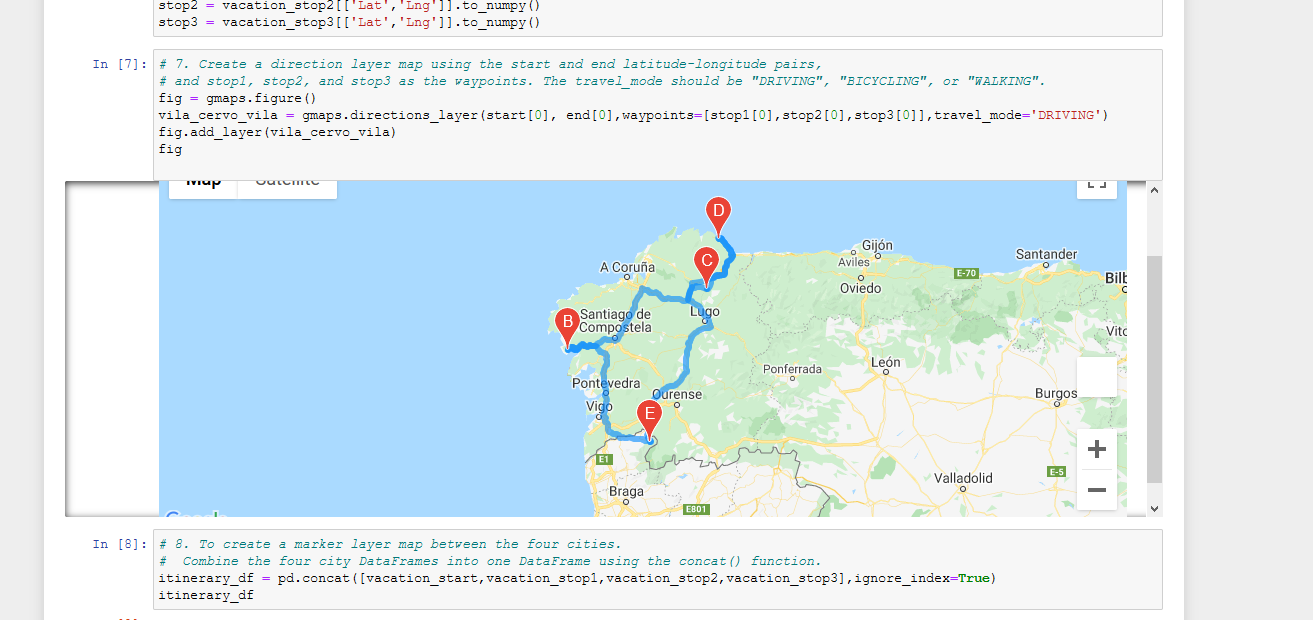 stop2 = vacation_stop2[['Lat','Lng']].to_numpy()
stop3 = vacation_stop3[['Lat','Lng']].to_numpy()
In [7]: # 7. Create a direction layer map using the start and end latitude-longitude pairs,
# and stop1, stop2, and stop3 as the waypoints. The travel_mode should be "DRIVING", "BICYCLING", or "WALKING".
fig = gmaps.figure()
vila_cervo_vila = gmaps.directions_layer(start[0], end[0],waypoints=[stop1[0],stop2[0],stop3[0]],travel_mode='DRIVING')
fig.add_layer(vila_cervo_vila)
fig
Map Satellite
D
Gijón
C
Aviles
Santander
A Coruña
E-70
Oviedo
Bilb
B
Santiago de
Compostela
Lugo
Vito
León
Ponferrada
Pontevedra
Ourense
Burgos
Vigo
E
E1
E-5
Valladolid
Braga
E801
Google
In [8]: # 8. To create a marker layer map between the four cities.
#  Combine the four city DataFrames into one DataFrame using the concat() function.
itinerary_df = pd.concat([vacation_start,vacation_stop1,vacation_stop2,vacation_stop3],ignore_index=True)
itinerary_df